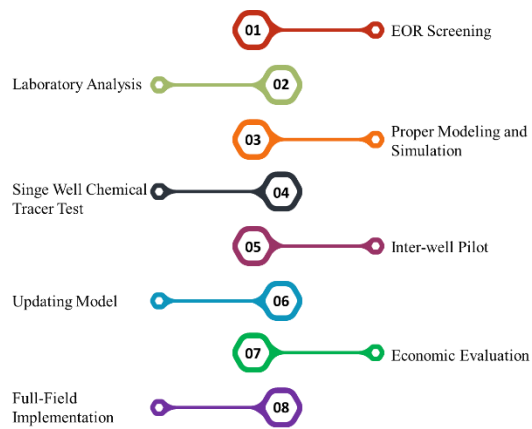 01
EOR Screening
Laboratory Analysis
02
03
Proper Modeling and
Simulation
Singe Well Chemical
Tracer Test
04
05
Inter-well Pilot
Updating Model
06
07
Economic Evaluation
Full-Field
Implementation
08